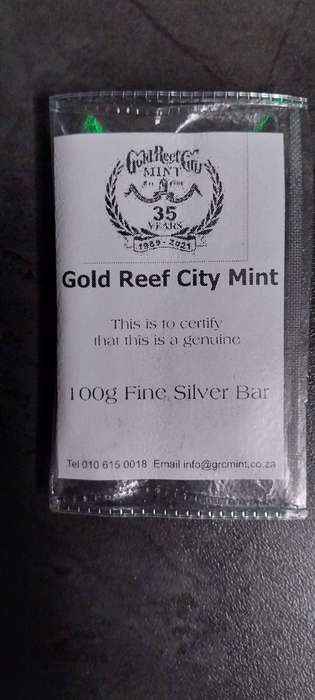 Gold Reef City
MINT
35
YEARS
1989 - 2021
Gold Reef City Mint
This is to certify
that this is a genuine
100g Fine Silver Bar
Tel 010 615 0018 Email info@grcmint.co.za